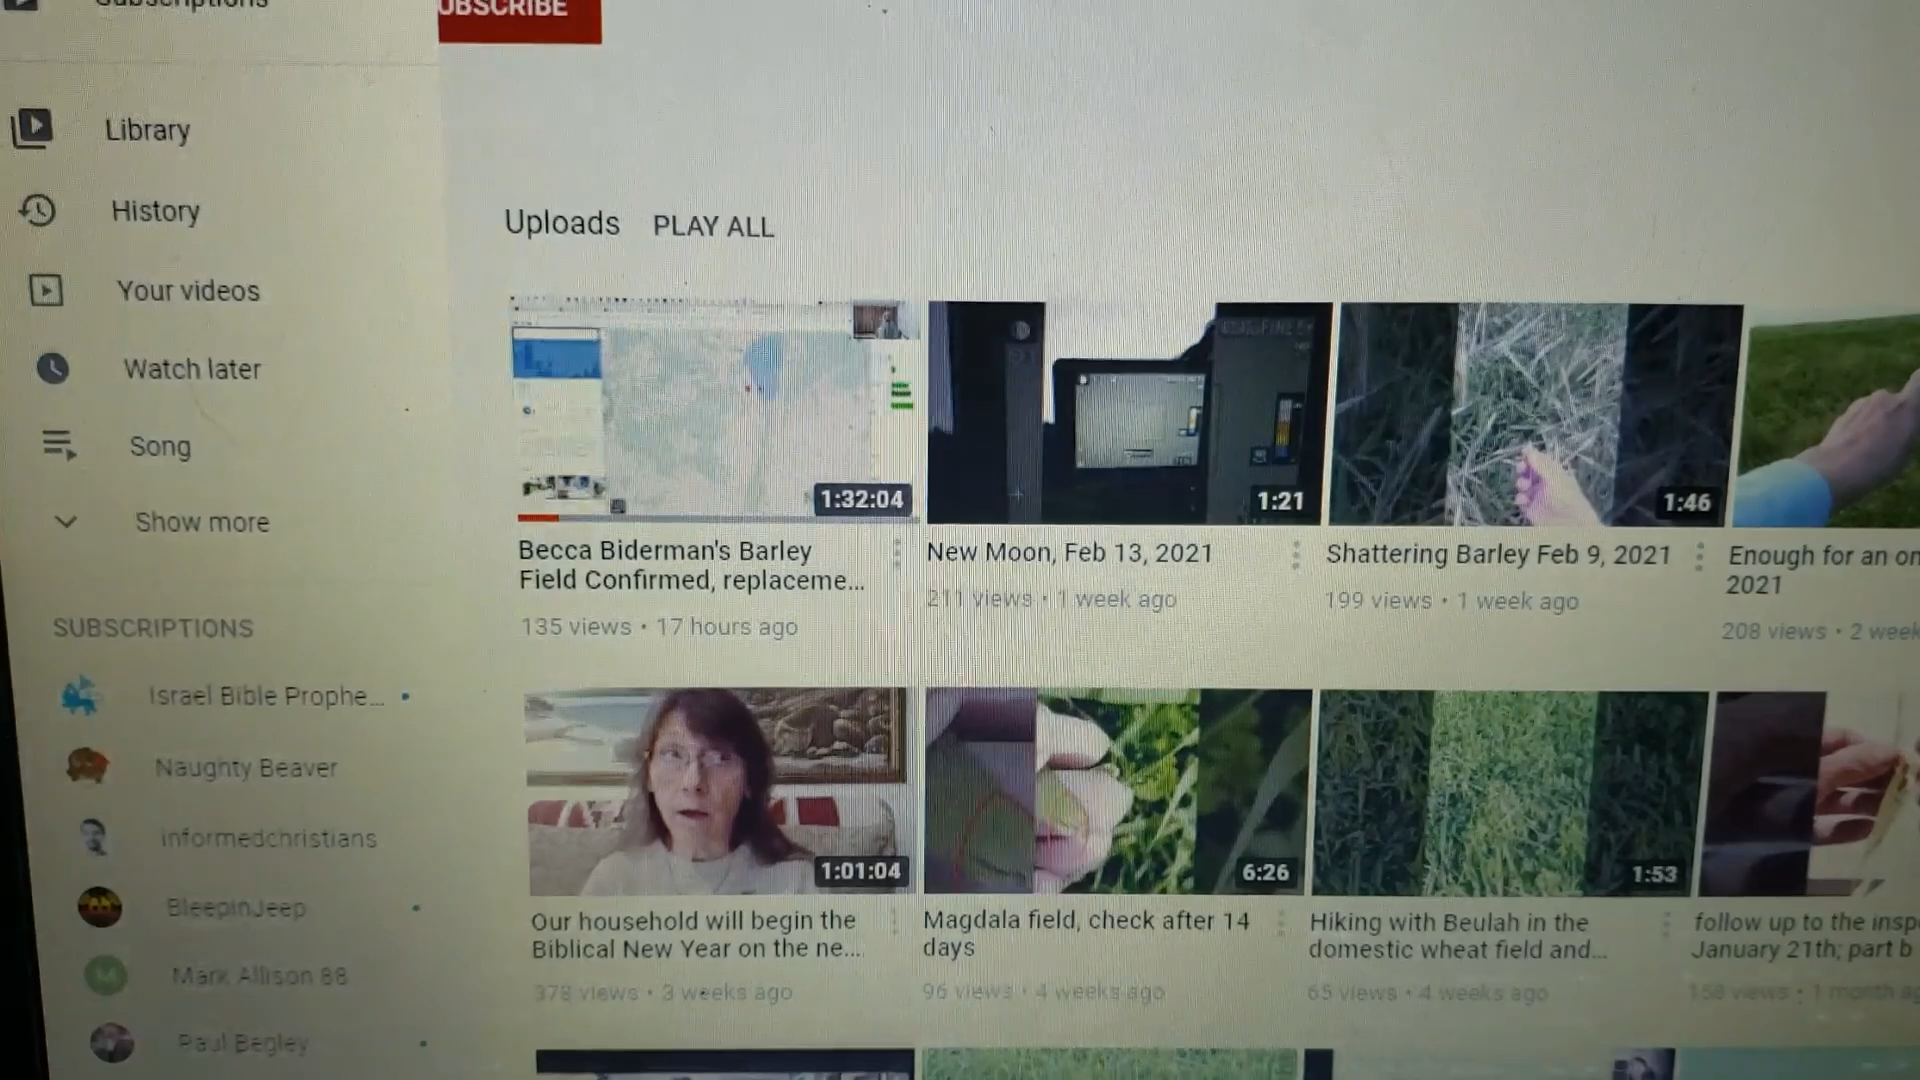 Subscriptions
UBSCRIBE
Library
History
Your videos
Watch later
Song
Show more
SUBSCRIPTIONS
Israel Bible Prophe...
Naughty Beaver
informedchristians
BleepinJeep
Mark Allison 88
Paul Begley
Uploads PLAY ALL
1:32:04
Becca Biderman's Barley
Field Confirmed, replaceme...
135 views • 17 hours ago
1:21
New Moon, Feb 13, 2021
211 views • 1 week ago
1:46
Shattering Barley Feb 9, 2021
199 views • 1 week ago
Enough for an on
2021
208 views • 2 week
1:01:04
Our household will begin the
Biblical New Year on the ne...
378 views • 3 weeks ago
6:26
Magdala field, check after 14
days
96 views • 4 weeks ago
1:53
Hiking with Beulah in the
domestic wheat field and...
65 views • 4 weeks ago
follow up to the insp
January 21th; part b
158 views • 1 month ag